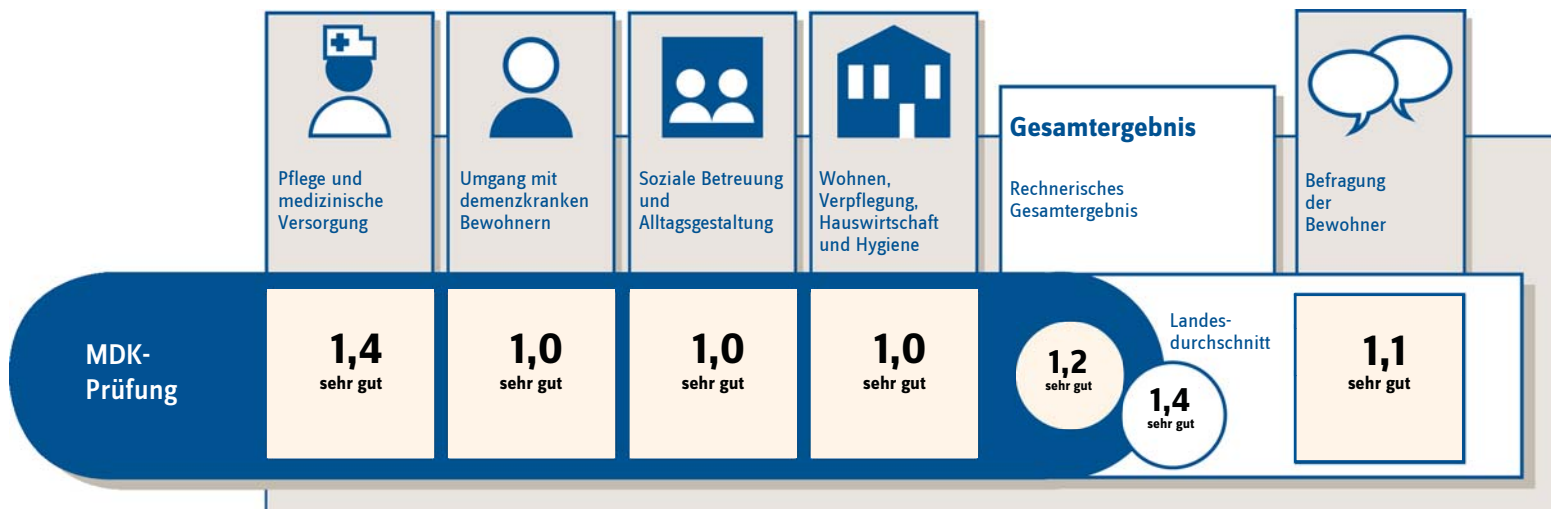 Pflege und
medizinische
Versorgung
Umgang mit
demenzkranken
Bewohnern
Soziale Betreuung
und
Alltagsgestaltung
Wohnen,
Verpflegung,
Hauswirtschaft
und Hygiene
Gesamtergebnis
Rechnerisches
Gesamtergebnis
Befragung
der
Bewohner
MDK-
Prüfung
1,4
sehr gut
1,0
sehr gut
1,0
sehr gut
1,0
sehr gut
1,2
sehr gut
Landes-
durchschnitt
1,4
sehr gut
1,1
sehr gut